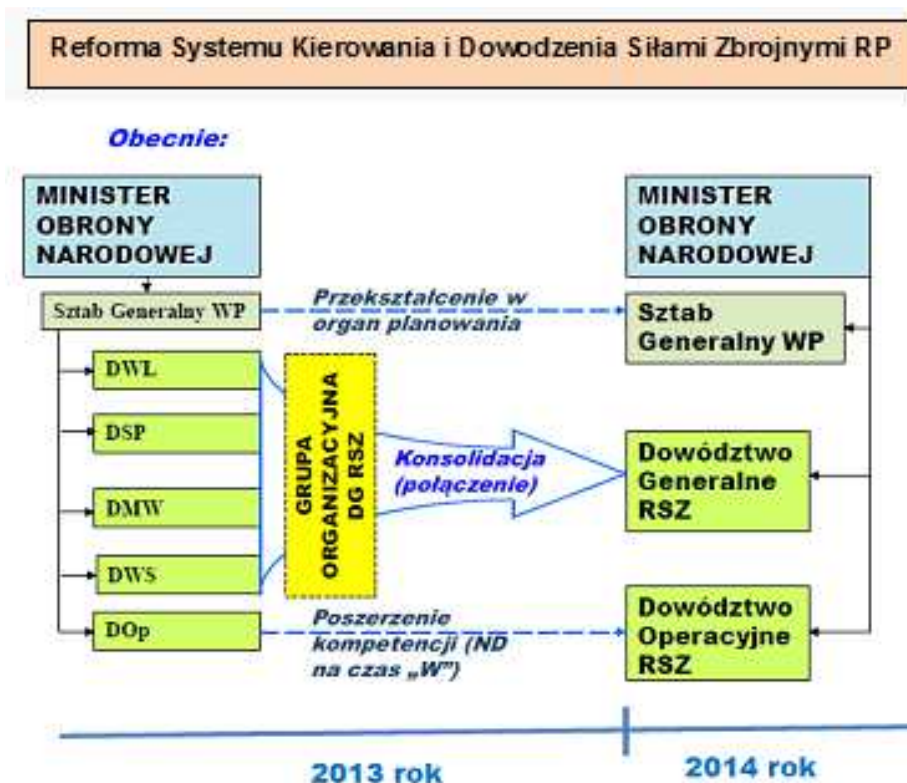 Reforma Systemu Kierowania i Dowodzenia Siłami Zbrojnymi RP
Obecnie:
MINISTER
OBRONY
NARODOWEJ
MINISTER
OBRONY
NARODOWEJ
Sztab Generalny WP
Przekształcenie w
organ planowania
Sztab
Generalny WP
DWL
DSP
DMW
DWS
DOp
GRUPA
ORGANIZACYJNA
DG RSZ
Konsolidacja
(połączenie)
Dowództwo
Generalne
RSZ
Poszerzenie
kompetencji (ND
na czas „W”)
Dowództwo
Operacyjne
RSZ
2013 rok
2014 rok